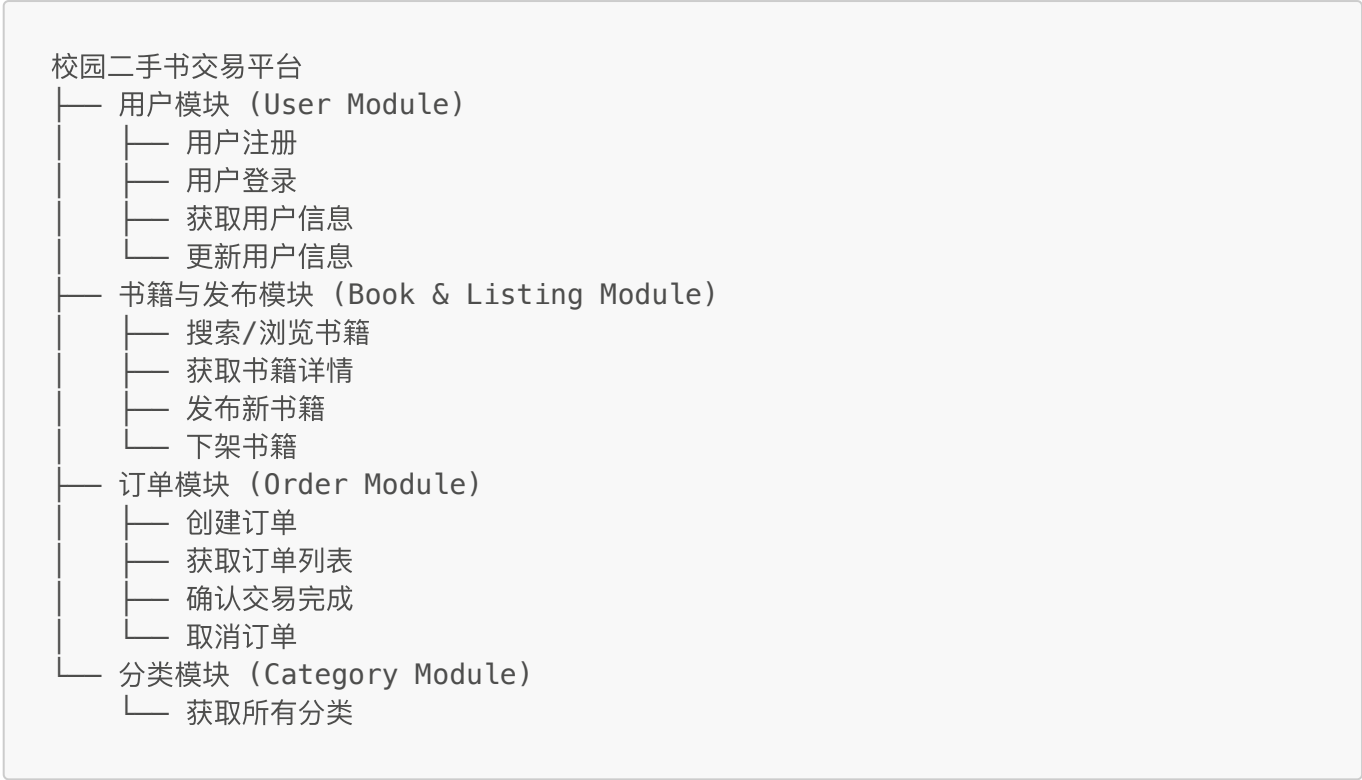 校园二手书交易平台
├── 用户模块 (User Module)
│   ├── 用户注册
│   ├── 用户登录
│   ├── 获取用户信息
│   └── 更新用户信息
├── 书籍与发布模块 (Book & Listing Module)
│   ├── 搜索/浏览书籍
│   ├── 获取书籍详情
│   ├── 发布新书籍
│   └── 下架书籍
├── 订单模块 (Order Module)
│   ├── 创建订单
│   ├── 获取订单列表
│   ├── 确认交易完成
│   └── 取消订单
└── 分类模块 (Category Module)
    └── 获取所有分类